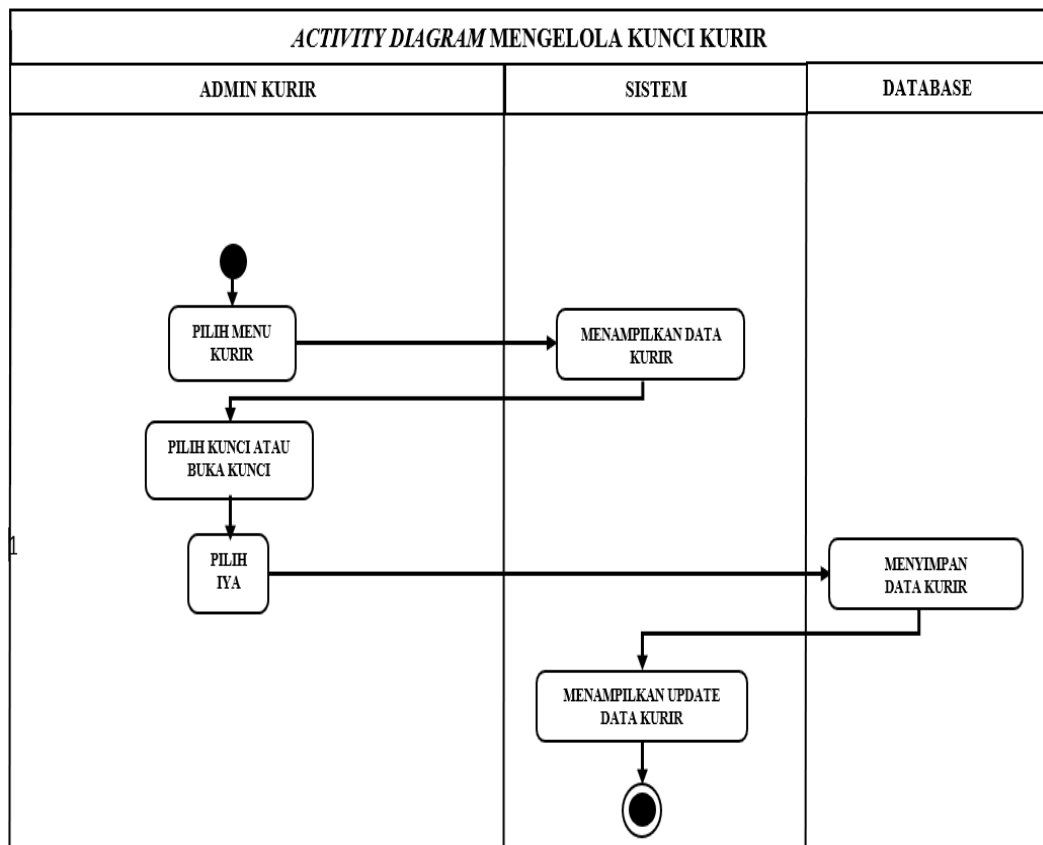 ACTIVITY DIAGRAM MENGELOLA KUNCI KURIR
ADMIN KURIR
SISTEM
DATABASE
PILIH MENU
KURIR
MENAMPILKAN DATA
KURIR
PILIH KUNCI ATAU
BUKA KUNCI
1
PILIH
IYA
MENYIMPAN
DATA KURIR
MENAMPILKAN UPDATE
DATA KURIR